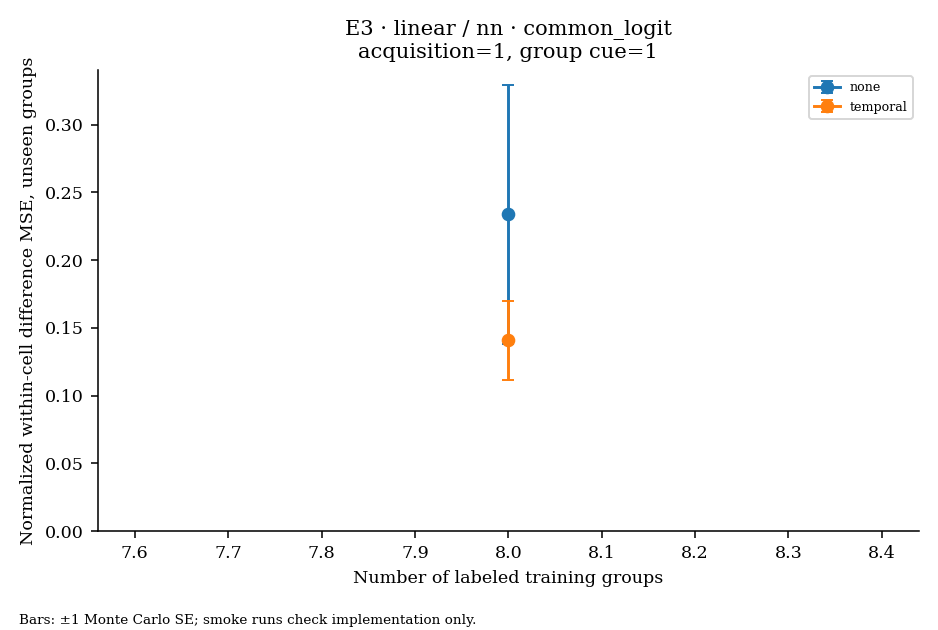 E3 · linear / nn · common_logit
acquisition=1, group cue=1
none
temporal
Normalized within-cell difference MSE, unseen groups
0.30
0.25
0.20
0.15
0.10
0.05
0.00
7.6 7.7 7.8 7.9 8.0 8.1 8.2 8.3 8.4
Number of labeled training groups
Bars: ±1 Monte Carlo SE; smoke runs check implementation only.